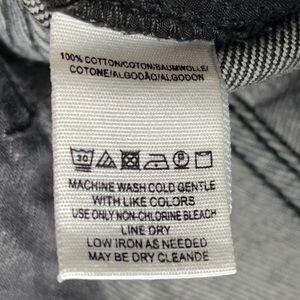 100% COTTON/COTON/BAUMWOLLE/
COTONE/ALGODÃO/ALGODON
30 P
MACHINE WASH COLD GENTLE
WITH LIKE COLORS
USE ONLY NON-CHLORINE BLEACH
LINE DRY
LOW IRON AS NEEDED
MAY BE DRY CLEANDE